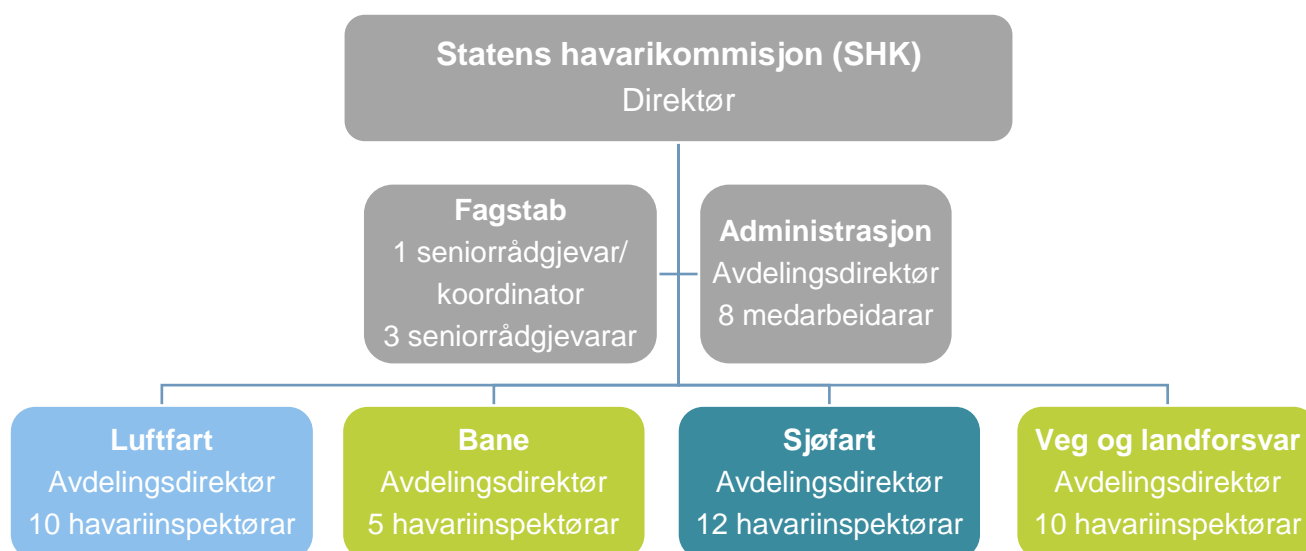 Statens havarikommisjon (SHK)
Direktør
Fagstab
1 seniorrådgjevar/
koordinator
3 seniorrådgjevarar
Administrasjon
Avdelingsdirektør
8 medarbeidarar
Luftfart
Avdelingsdirektør
10 havariinspektørar
Bane
Avdelingsdirektør
5 havariinspektørar
Sjøfart
Avdelingsdirektør
12 havariinspektørar
Veg og landforsvar
Avdelingsdirektør
10 havariinspektørar